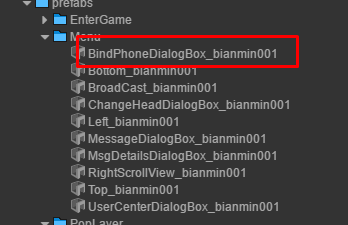 prefabs
EnterGame
Menu
BindPhoneDialogBox_bianmin001
Bottom_bianmin001
BroadCast_bianmin001
ChangeHeadDialogBox_bianmin001
Left_bianmin001
MessageDialogBox_bianmin001
MsgDetailsDialogBox_bianmin001
RightScrollView_bianmin001
Top_bianmin001
UserCenterDialogBox_bianmin001
PopLayer